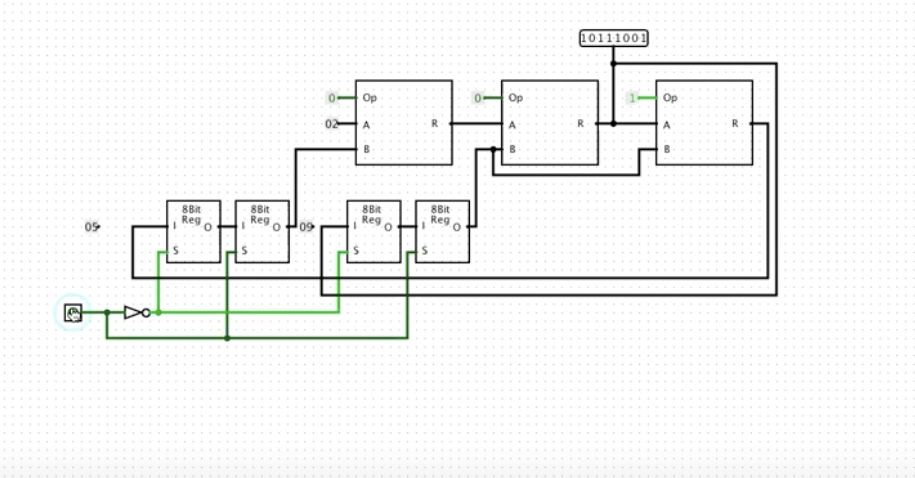 10111001
0 Op
02 A R
B
0 Op
A R
B
1 Op
A R
B
05
8Bit
Reg
I O
S
8Bit
Reg
I O
S
09
8Bit
Reg
I O
S
8Bit
Reg
I O
S